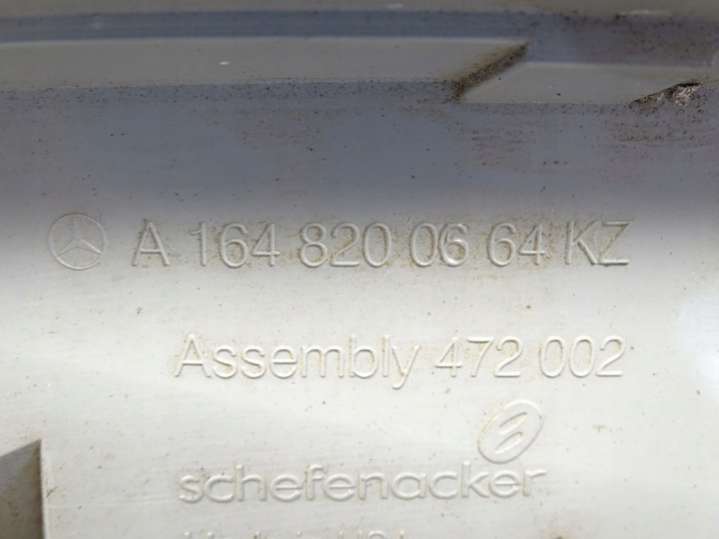 A 164 820 06 64 KZ
Assembly 472 002
schefenacker